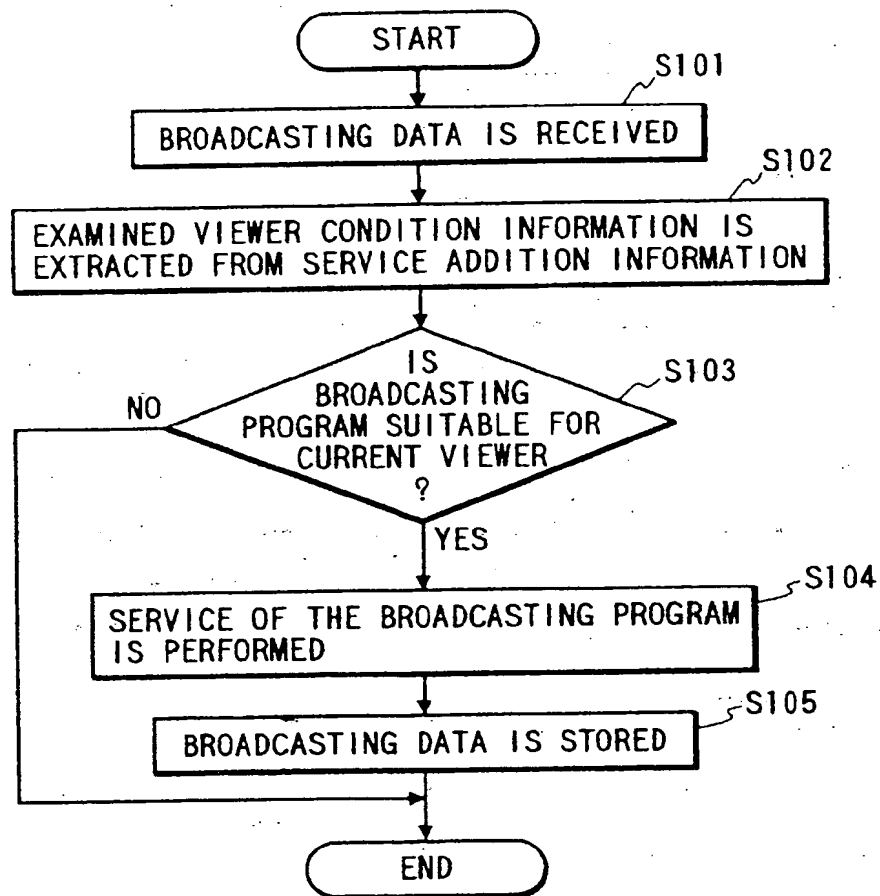 START
S101
BROADCASTING DATA IS RECEIVED
S102
EXAMINED VIEWER CONDITION INFORMATION IS
EXTRACTED FROM SERVICE ADDITION INFORMATION
S103
IS
BROADCASTING
PROGRAM SUITABLE FOR
CURRENT VIEWER
?
NO
YES
S104
SERVICE OF THE BROADCASTING PROGRAM
IS PERFORMED
S105
BROADCASTING DATA IS STORED
END